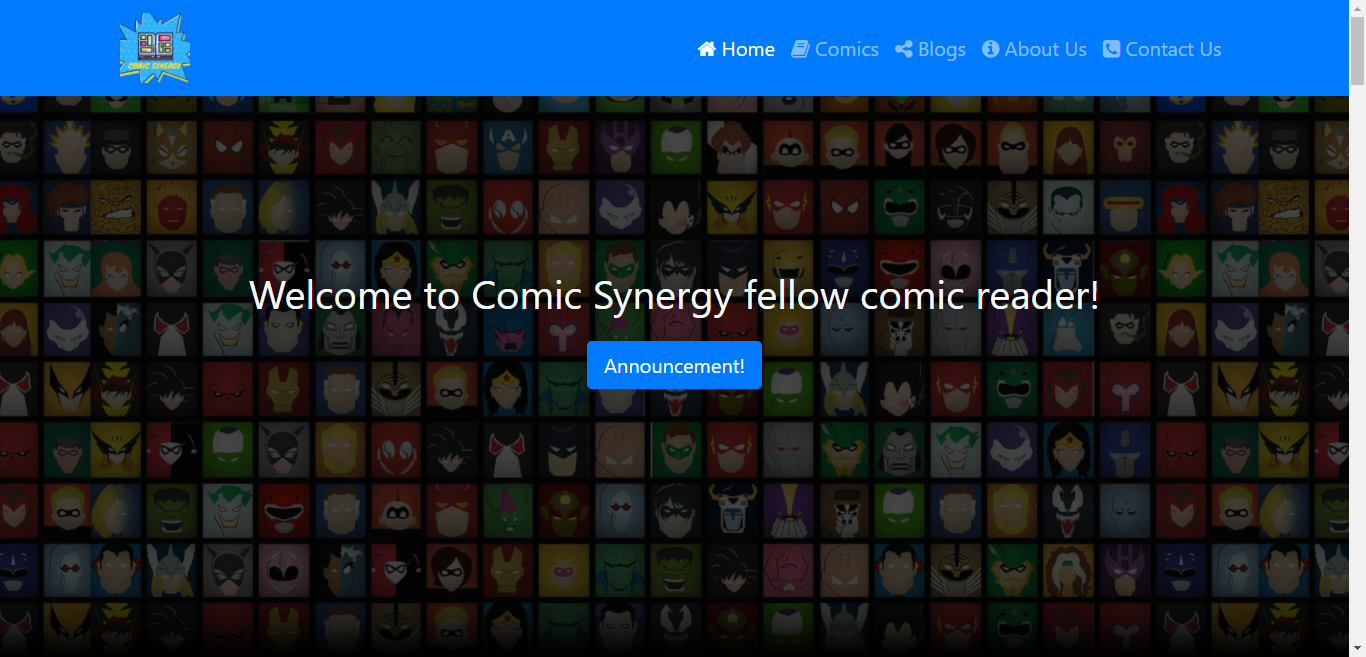 COMIC SYNERGY
Home Comics Blogs About Us Contact Us
Welcome to Comic Synergy fellow comic reader!
Announcement!